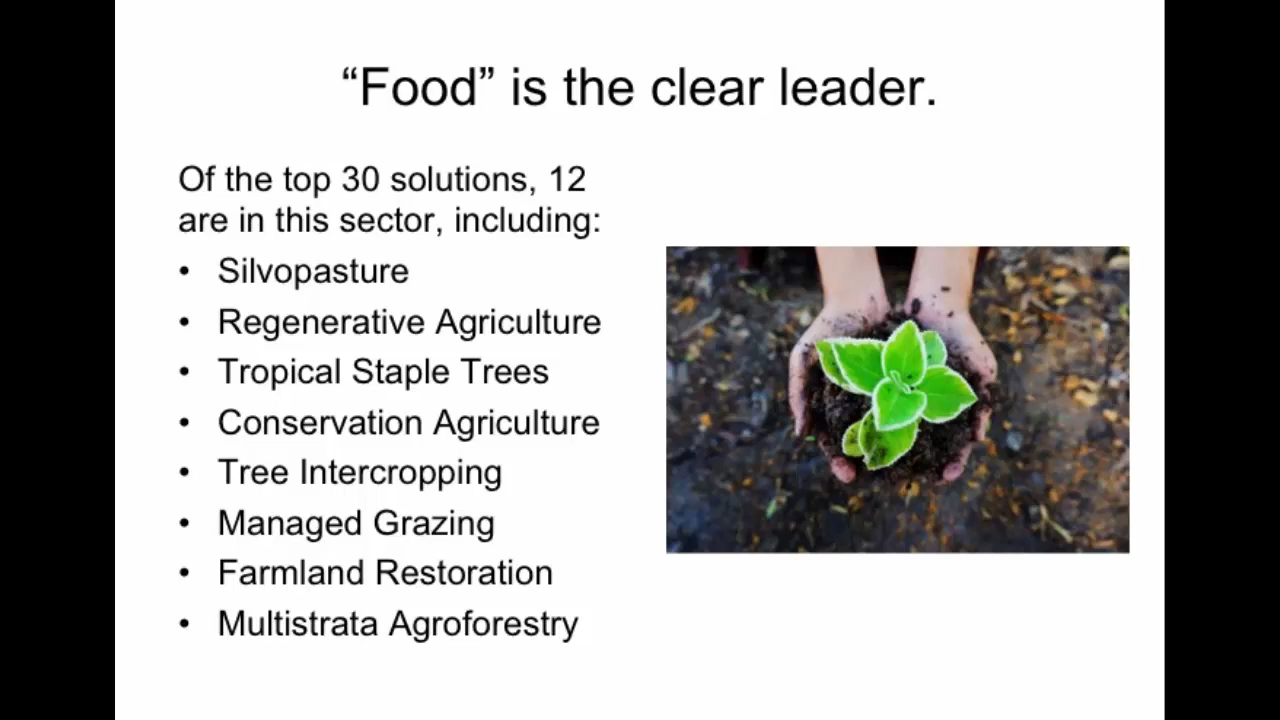 “Food” is the clear leader.
Of the top 30 solutions, 12
are in this sector, including:
• Silvopasture
• Regenerative Agriculture
• Tropical Staple Trees
• Conservation Agriculture
• Tree Intercropping
• Managed Grazing
• Farmland Restoration
• Multistrata Agroforestry